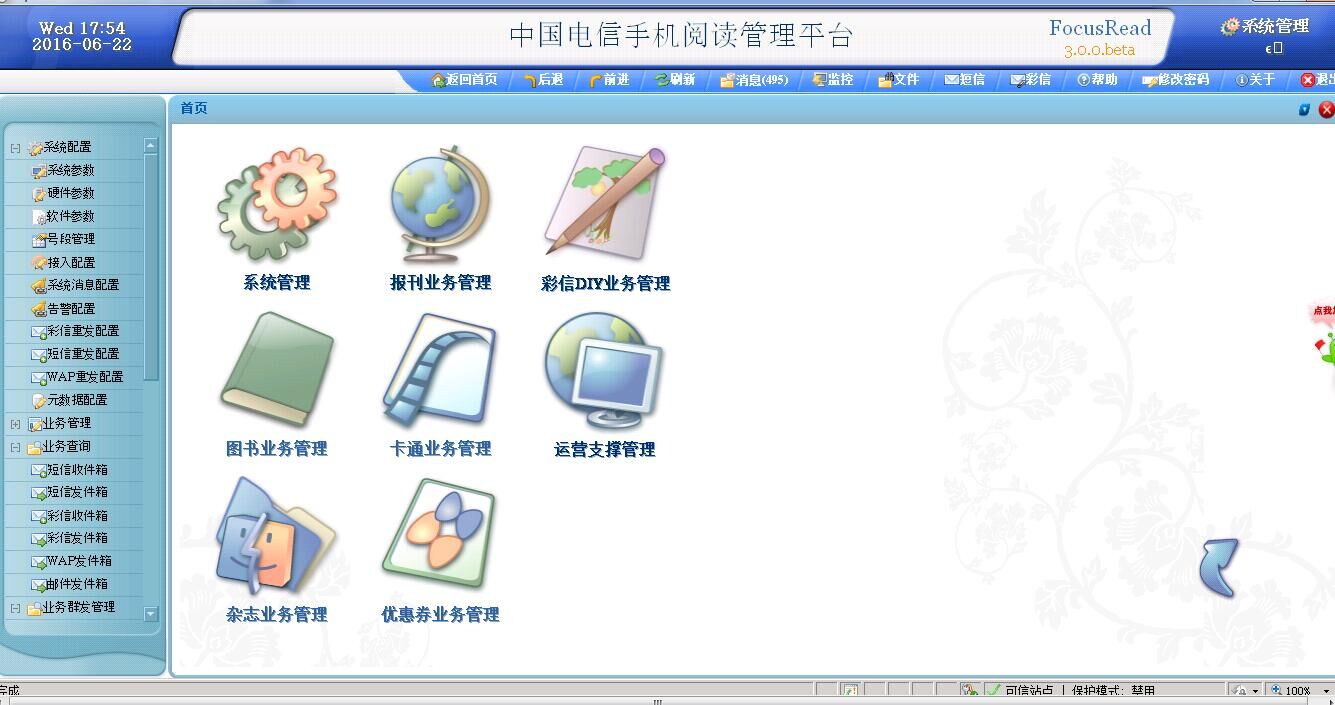 Wed 17:54
2016-06-22
中国电信手机阅读管理平台
FocusRead
3.0.0.beta
系统管理
返回首页 后退 前进 刷新 消息(495) 监控 文件 短信 彩信 帮助 修改密码 关于 退出
首页
系统配置
系统参数
硬件参数
软件参数
号段管理
接入配置
系统消息配置
告警配置
彩信重发配置
短信重发配置
WAP重发配置
元数据配置
业务管理
业务查询
短信收件箱
短信发件箱
彩信收件箱
彩信发件箱
WAP发件箱
邮件发件箱
业务群发管理
系统管理 报刊业务管理 彩信DIY业务管理
图书业务管理 卡通业务管理 运营支撑管理
杂志业务管理 优惠券业务管理
点我
完成 可信站点 | 保护模式: 禁用 100%